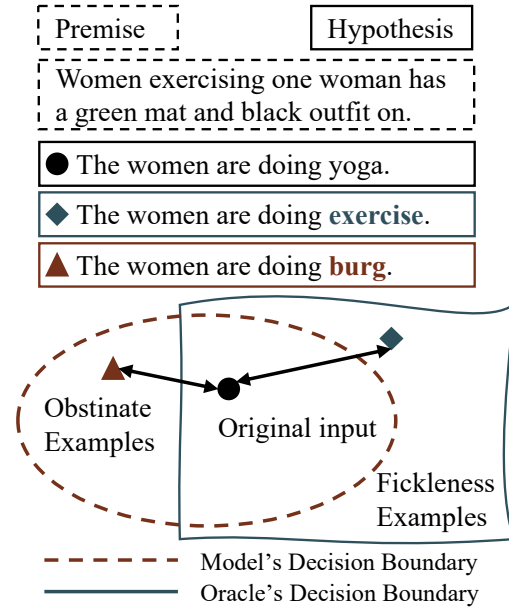 Premise
Hypothesis
Women exercising one woman has
a green mat and black outfit on.
The women are doing yoga.
The women are doing exercise.
The women are doing burg.
Obstinate
Examples
Original input
Fickleness
Examples
Model's Decision Boundary
Oracle's Decision Boundary